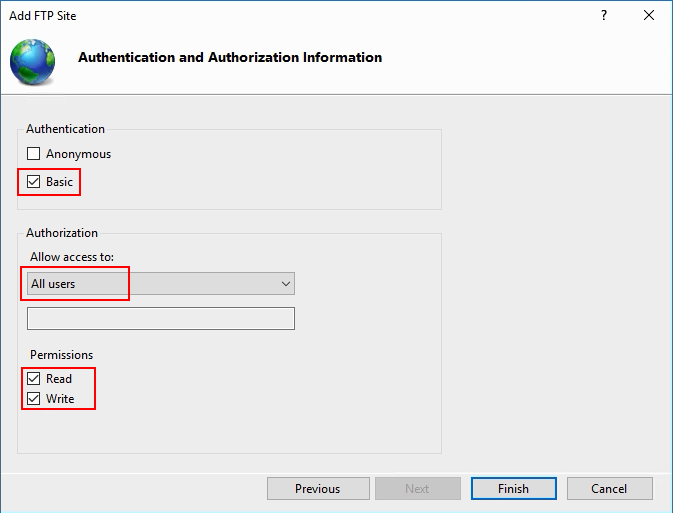 Add FTP Site
?
Authentication and Authorization Information
Authentication
Anonymous
Basic
Authorization
Allow access to:
All users
Permissions
Read
Write
Previous Next Finish Cancel